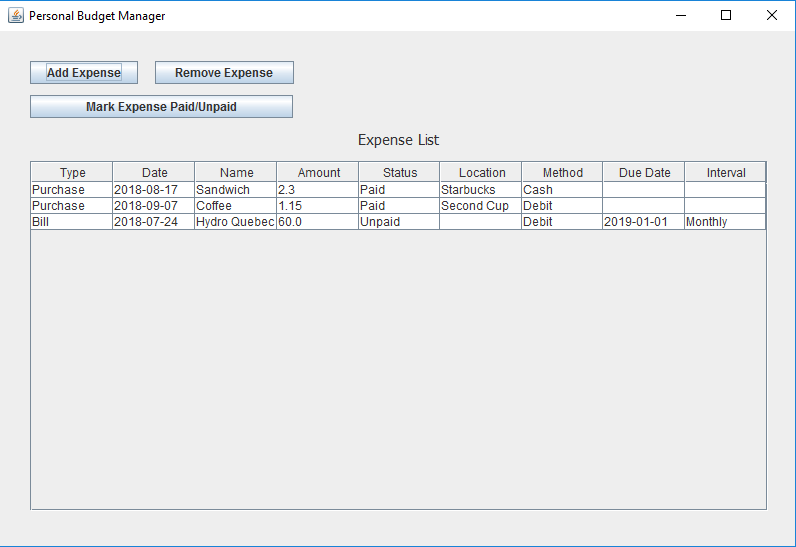 Personal Budget Manager
Add Expense Remove Expense
Mark Expense Paid/Unpaid
Expense List
Type Date Name Amount Status Location Method Due Date Interval
Purchase 2018-08-17 Sandwich 2.3 Paid Starbucks Cash
Purchase 2018-09-07 Coffee 1.15 Paid Second Cup Debit
Bill 2018-07-24 Hydro Quebec 60.0 Unpaid Debit 2019-01-01 Monthly